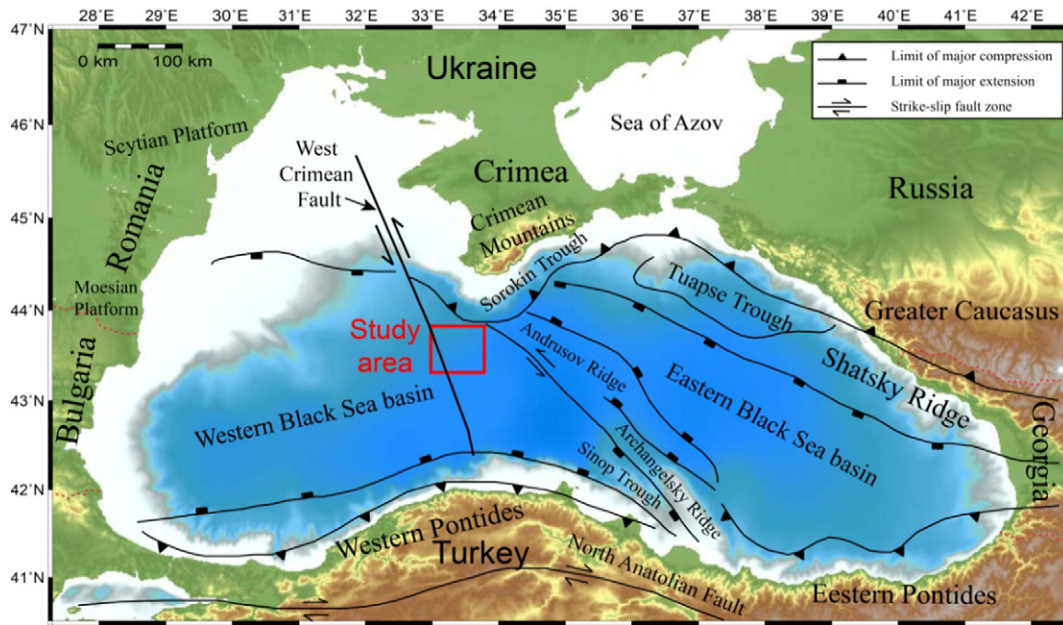 28°E 29°E 30°E 31°E 32°E 33°E 34°E 35°E 36°E 37°E 38°E 39°E 40°E 41°E 42°E
47°N
46°N
45°N
44°N
43°N
42°N
41°N
0 km 100 km
Limit of major compression
Limit of major extension
Strike-slip fault zone
Ukraine
Sea of Azov
Scytian Platform
Romania
West
Crimean
Fault
Crimea
Crimean
Mountains
Russia
Moesian
Platform
Sorokin Trough
Tuapse Trough
Greater Caucasus
Study
area
Andrusov Ridge
Shatsky Ridge
Bulgaria
Western Black Sea basin
Eastern Black Sea basin
Georgia
Archangelsky Ridge
Sinop Trough
Western Pontides
Turkey
North Anatolian Fault
Eestern Pontides